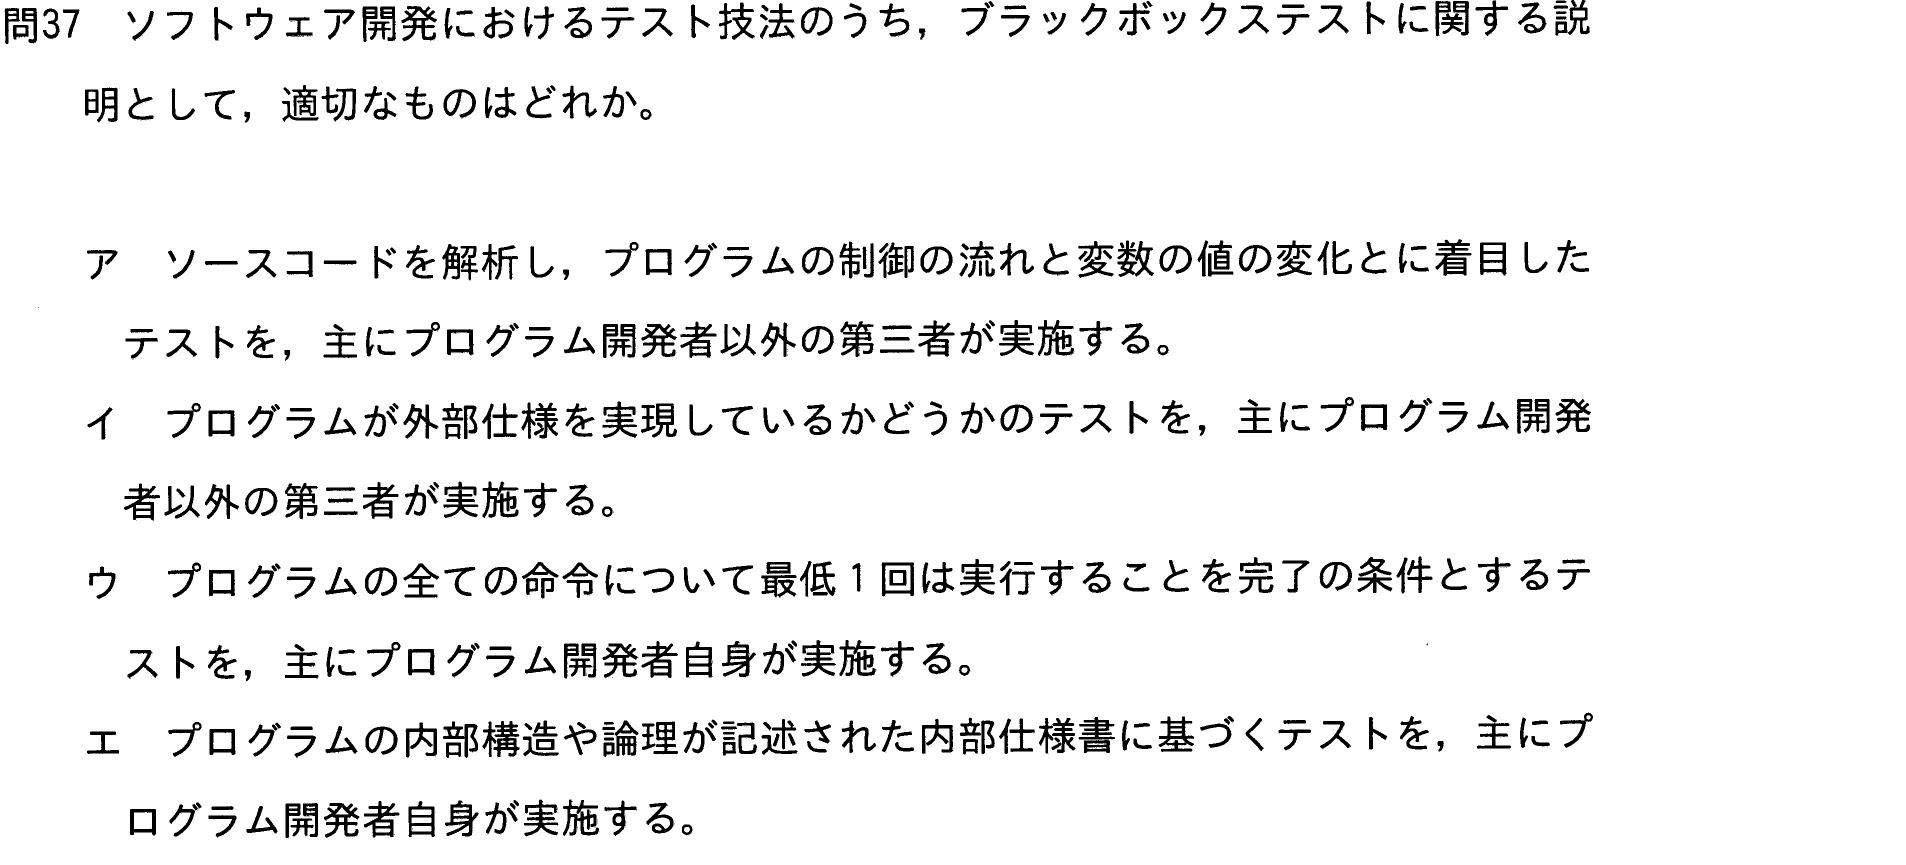 問37　ソフトウェア開発におけるテスト技法のうち，ブラックボックステストに関する説
明として，適切なものはどれか。
ア　ソースコードを解析し，プログラムの制御の流れと変数の値の変化とに着目した
テストを，主にプログラム開発者以外の第三者が実施する。
イ　プログラムが外部仕様を実現しているかどうかのテストを，主にプログラム開発
者以外の第三者が実施する。
ウ　プログラムの全ての命令について最低1回は実行することを完了の条件とするテ
ストを，主にプログラム開発者自身が実施する。
エ　プログラムの内部構造や論理が記述された内部仕様書に基づくテストを，主にプ
ログラム開発者自身が実施する。